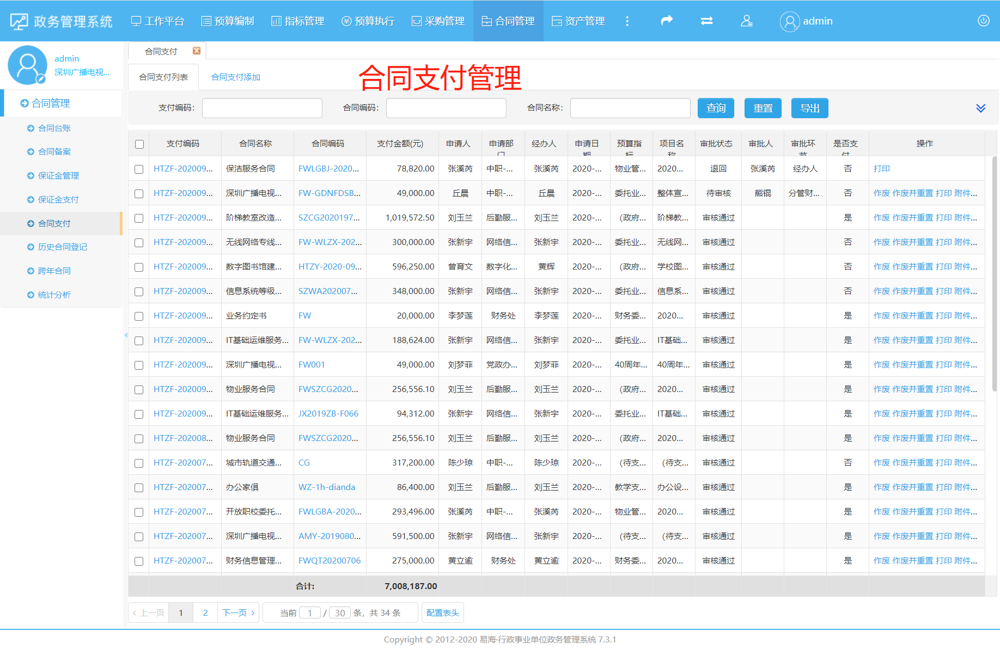 政务管理系统 工作平台 预算编制 指标管理 预算执行 采购管理 合同管理 资产管理 admin
admin
深圳广播电视...
合同管理
合同台账
合同备案
保证金管理
保证金支付
合同支付
历史合同登记
跨年合同
统计分析
合同支付
合同支付列表 合同支付添加 合同支付管理
支付编码： 合同编码： 合同名称： 查询 重置 导出
支付编码 合同名称 合同编码 支付金额(元) 申请人 申请部门 经办人 申请日期 预算指标 项目名称 审批状态 审批人 审批环节 是否支付 操作
HTZF-202009... 保洁服务合同 FWLGBJ-2020... 78,820.00 张溪芮 中职-... 张溪芮 2020-... 物业管... 2020... 退回 张溪芮 经办人 否 打印
HTZF-202009... 深圳广播电视... FW-GDNFDSB... 49,000.00 丘晨 中职-... 丘晨 2020-... 委托业... 整体宣... 待审核 熊锟 分管财... 否 作废 作废并重置 打印 附件...
HTZF-202009... 阶梯教室改造... SZCG2020197... 1,019,572.50 刘玉兰 后勤服... 刘玉兰 2020-... （政府... 阶梯教... 审核通过 是 作废 作废并重置 打印 附件...
HTZF-202009... 无线网络专线... FW-WLZX-202... 300,000.00 张新宇 网络信... 张新宇 2020-... 委托业... 无线网... 审核通过 否 作废 作废并重置 打印 附件...
HTZF-202009... 数字图书馆建... HTZY-2020-09... 596,250.00 曾育文 数字化... 黄辉 2020-... （政府... 学校图... 审核通过 否 作废 作废并重置 打印 附件...
HTZF-202009... 信息系统等级... SZWA202007... 348,000.00 张新宇 网络信... 张新宇 2020-... 委托业... 信息系... 审核通过 否 作废 作废并重置 打印 附件...
HTZF-202009... 业务约定书 FW 20,000.00 李梦莲 财务处 李梦莲 2020-... 财务委... 2020... 审核通过 是 作废 作废并重置 打印 附件...
HTZF-202009... IT基础运维服务... FW-WLZX-202... 188,624.00 张新宇 网络信... 张新宇 2020-... 委托业... IT基础... 审核通过 是 作废 作废并重置 打印 附件...
HTZF-202009... 深圳广播电视... FW001 49,000.00 刘梦菲 党政办... 刘梦菲 2020-... 40周年... 40周年... 审核通过 是 作废 作废并重置 打印 附件...
HTZF-202009... 物业服务合同 FWSZCG2020... 256,556.10 刘玉兰 后勤服... 刘玉兰 2020-... （政府... 2020... 审核通过 是 作废 作废并重置 打印 附件...
HTZF-202009... IT基础运维服务... JX2019ZB-F066 94,312.00 张新宇 网络信... 张新宇 2020-... 委托业... IT基础... 审核通过 是 作废 作废并重置 打印 附件...
HTZF-202008... 物业服务合同 FWSZCG2020... 256,556.10 刘玉兰 后勤服... 刘玉兰 2020-... （政府... 2020... 审核通过 是 作废 作废并重置 打印 附件...
HTZF-202007... 城市轨道交通... CG 317,200.00 陈少琼 中职-... 陈少琼 2020-... （待支... （待支... 审核通过 否 作废 作废并重置 打印 附件...
HTZF-202007... 办公家俱 WZ-1h-dianda 86,400.00 刘玉兰 后勤服... 刘玉兰 2020-... 教学支... 办公设... 审核通过 是 作废 作废并重置 打印 附件...
HTZF-202007... 开放职校委托... FWLGBA-2020... 293,496.00 张溪芮 中职-... 张溪芮 2020-... 物业管... 2020... 审核通过 是 作废 作废并重置 打印 附件...
HTZF-202007... 深圳广播电视... AMY-2019080... 591,500.00 张新宇 网络信... 张新宇 2020-... （待支... （待支... 审核通过 是 作废 作废并重置 打印 附件...
HTZF-202007... 财务信息管理... FWQT20200706 275,000.00 黄立逾 财务处 黄立逾 2020-... 财务委... 2020... 审核通过 是 作废 作废并重置 打印 附件...
合计: 7,008,187.00
‹ 上一页 1 2 下一页 › 当前 1 / 30 条，共 34 条 配置表头
Copyright © 2012-2020 易海·行政事业单位政务管理系统 7.3.1